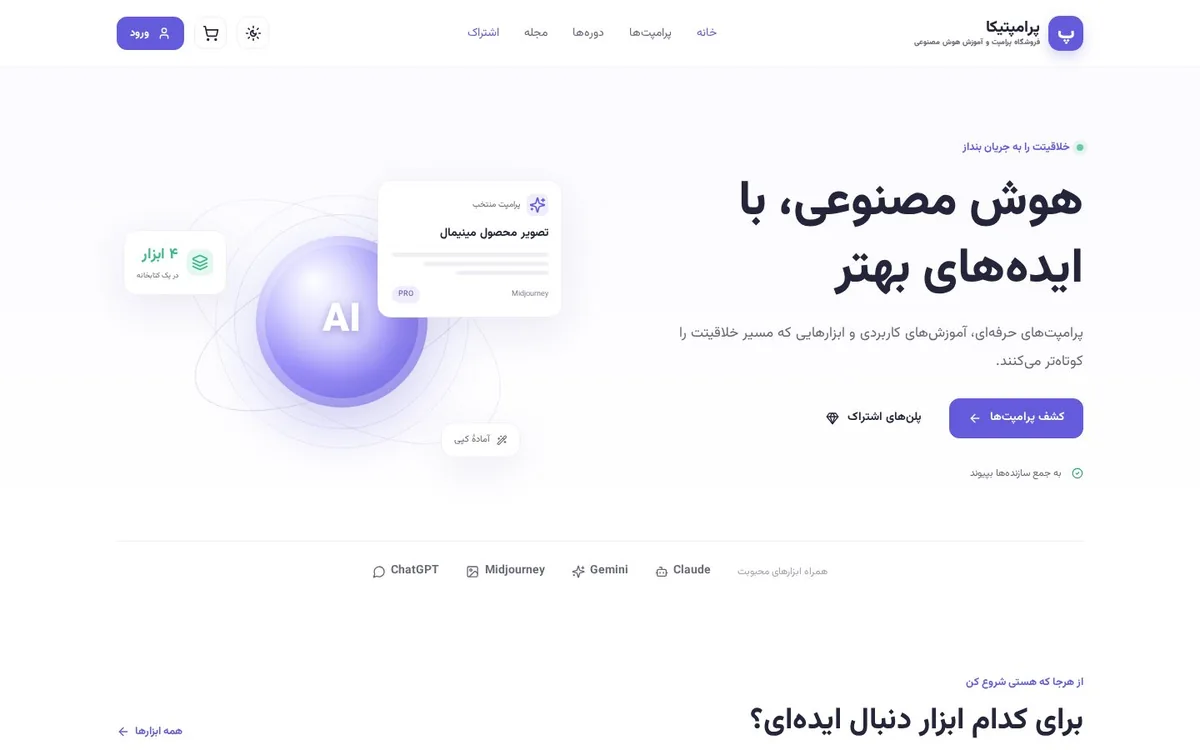 پ
پرامپتیکا
فروشگاه پرامپت و آموزش هوش مصنوعی
خانه
پرامپت‌ها
دوره‌ها
مجله
اشتراک
ورود
خلاقیتت را به جریان بنداز
هوش مصنوعی، با
ایده‌های بهتر
پرامپت‌های حرفه‌ای، آموزش‌های کاربردی و ابزارهایی که مسیر خلاقیتت را
کوتاه‌تر می‌کنند.
کشف پرامپت‌ها
پلن‌های اشتراک
به جمع سازنده‌ها بپیوند
پرامپت منتخب
تصویر محصول مینیمال
Midjourney
PRO
AI
۴ ابزار
در یک کتابخانه
آمادهٔ کپی
همراه ابزارهای محبوبت
Claude
Gemini
Midjourney
ChatGPT
از هرجا که هستی شروع کن
برای کدام ابزار دنبال ایده‌ای؟
همه ابزارها